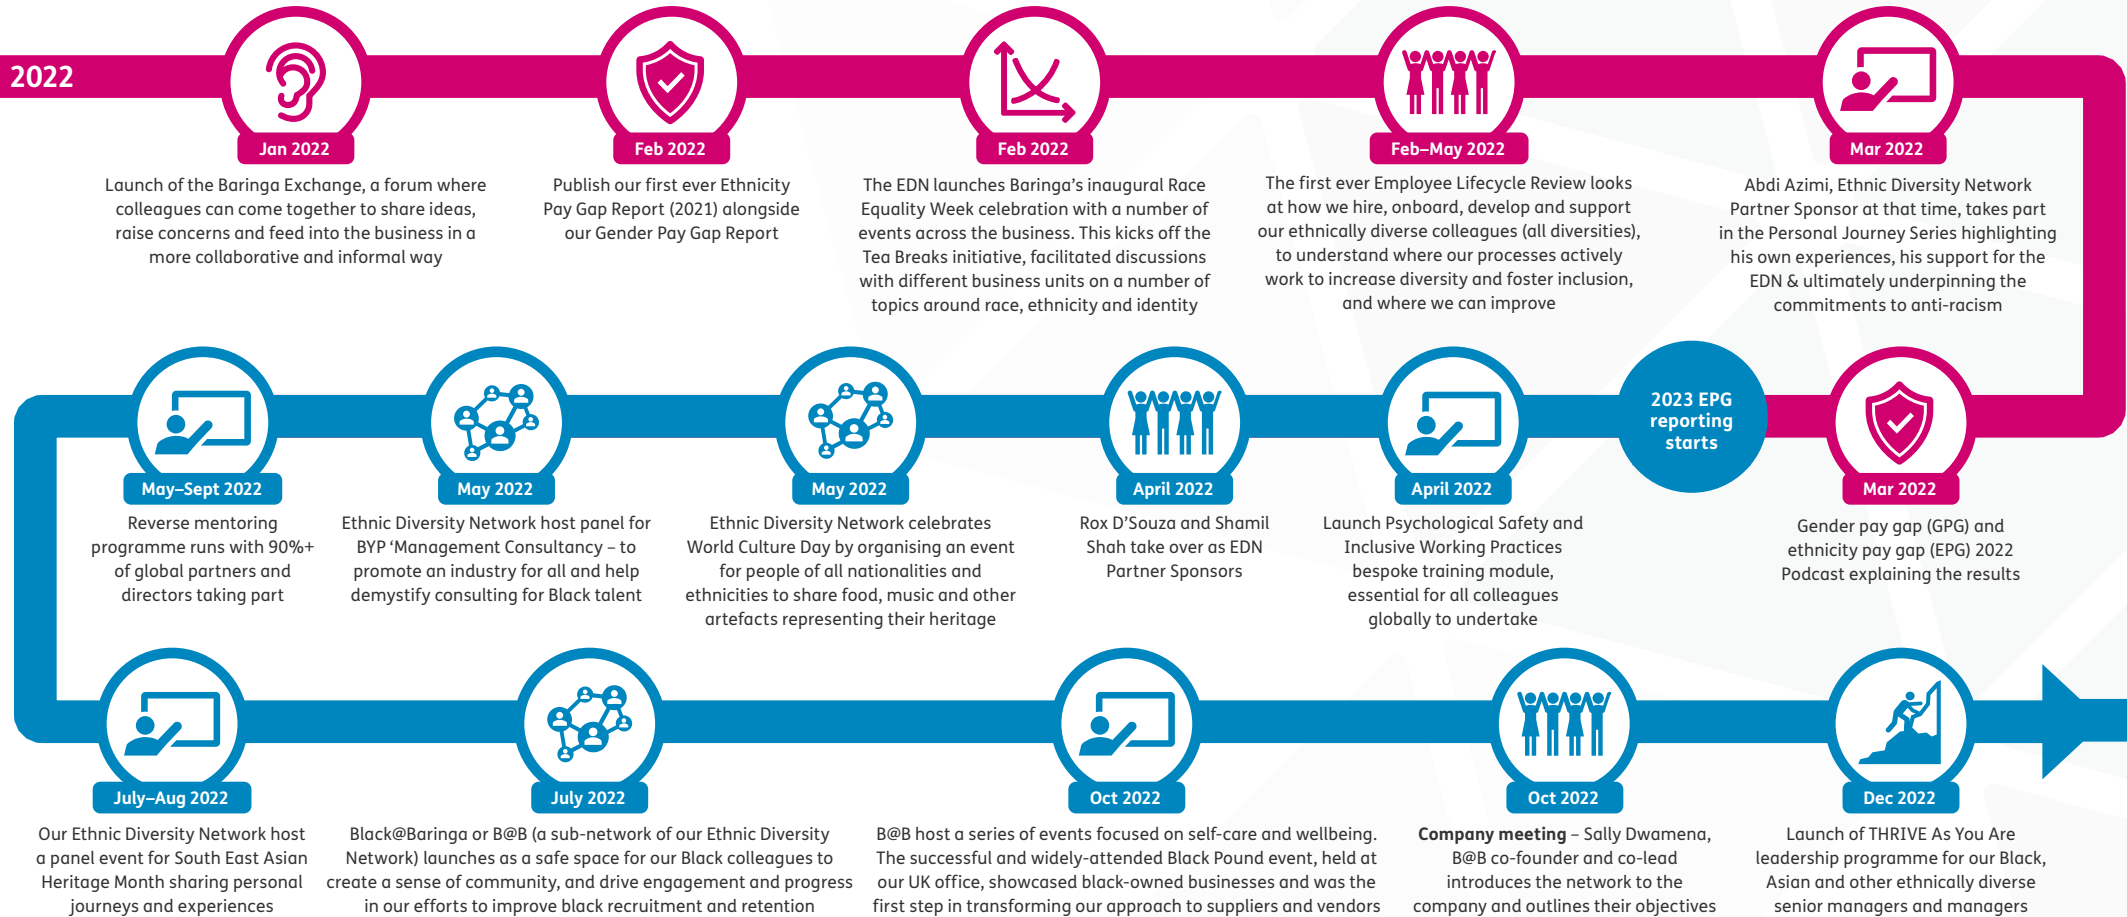 2022
Jan 2022
Launch of the Baringa Exchange, a forum where
colleagues can come together to share ideas,
raise concerns and feed into the business in a
more collaborative and informal way
Feb 2022
Publish our first ever Ethnicity
Pay Gap Report (2021) alongside
our Gender Pay Gap Report
Feb 2022
The EDN launches Baringa's inaugural Race
Equality Week celebration with a number of
events across the business. This kicks off the
Tea Breaks initiative, facilitated discussions
with different business units on a number of
topics around race, ethnicity and identity
Feb–May 2022
The first ever Employee Lifecycle Review looks
at how we hire, onboard, develop and support
our ethnically diverse colleagues (all diversities),
to understand where our processes actively
work to increase diversity and foster inclusion,
and where we can improve
Mar 2022
Abdi Azimi, Ethnic Diversity Network
Partner Sponsor at that time, takes part
in the Personal Journey Series highlighting
his own experiences, his support for the
EDN & ultimately underpinning the
commitments to anti-racism
Mar 2022
Gender pay gap (GPG) and
ethnicity pay gap (EPG) 2022
Podcast explaining the results
2023 EPG
reporting
starts
April 2022
Launch Psychological Safety and
Inclusive Working Practices
bespoke training module,
essential for all colleagues
globally to undertake
April 2022
Rox D'Souza and Shamil
Shah take over as EDN
Partner Sponsors
May 2022
Ethnic Diversity Network celebrates
World Culture Day by organising an event
for people of all nationalities and
ethnicities to share food, music and other
artefacts representing their heritage
May 2022
Ethnic Diversity Network host panel for
BYP 'Management Consultancy – to
promote an industry for all and help
demystify consulting for Black talent
May–Sept 2022
Reverse mentoring
programme runs with 90%+
of global partners and
directors taking part
July–Aug 2022
Our Ethnic Diversity Network host
a panel event for South East Asian
Heritage Month sharing personal
journeys and experiences
July 2022
Black@Baringa or B@B (a sub-network of our Ethnic Diversity
Network) launches as a safe space for our Black colleagues to
create a sense of community, and drive engagement and progress
in our efforts to improve black recruitment and retention
Oct 2022
B@B host a series of events focused on self-care and wellbeing.
The successful and widely-attended Black Pound event, held at
our UK office, showcased black-owned businesses and was the
first step in transforming our approach to suppliers and vendors
Oct 2022
Company meeting – Sally Dwamena,
B@B co-founder and co-lead
introduces the network to the
company and outlines their objectives
Dec 2022
Launch of THRIVE As You Are
leadership programme for our Black,
Asian and other ethnically diverse
senior managers and managers